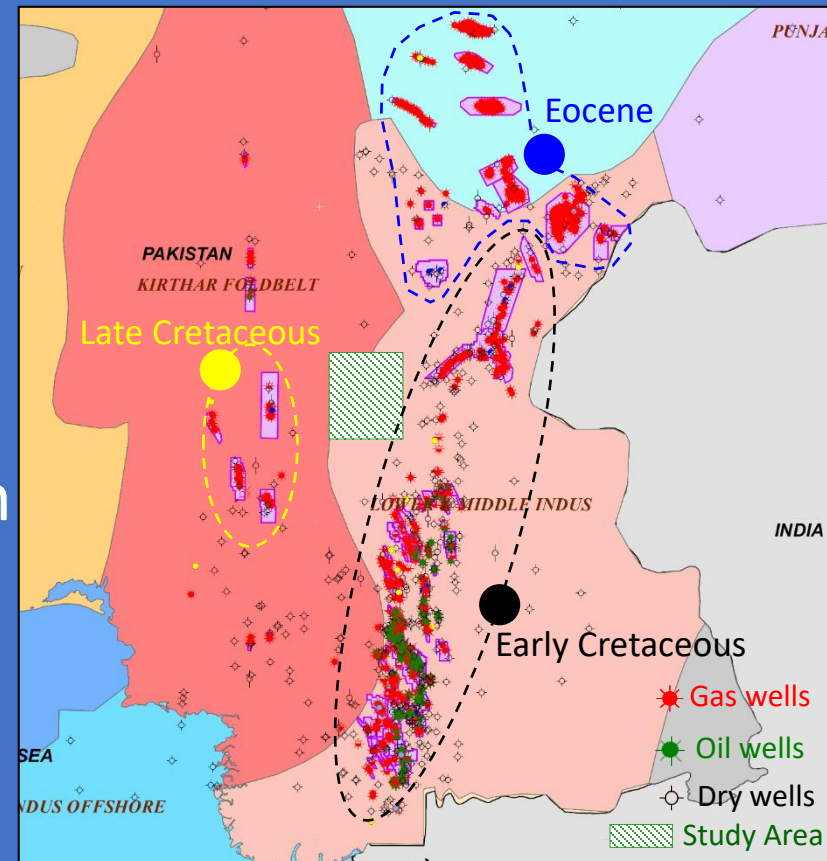 PUNJA
Eocene
PAKISTAN
KIRTHAR FOLDBELT
Late Cretaceous
n
LOWER & MIDDLE INDUS
INDIA
Early Cretaceous
Gas wells
SEA
Oil wells
Dry wells
NDUS OFFSHORE
Study Area